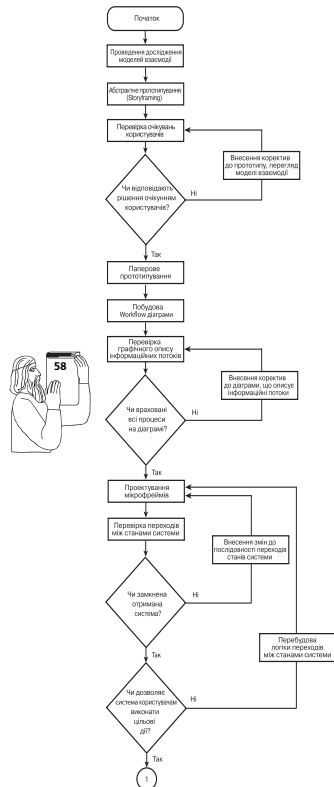 Початок
Проведення дослідження
моделей взаємодії
Абстрактне прототипування
(Storyframing)
Перевірка очікувань
користувачів
Внесення коректив
до прототипу, перегляд
моделі взаємодії
Чи відповідають
рішення очікунням
користувачів?
Ні
Так
Паперове
прототипування
Побудова
Workflow діаграми
Перевірка
графічного опису
інформаційних потоків
58
Внесення коректив
до діаграми, що описує
інформаційні потоки
Чи враховані
всі процеси
на діаграмі?
Ні
Так
Проектування
мікрофреймів
Перевірка переходів
між станами системи
Внесення змін до
послідовності переходів
станів системи
Чи замкнена
отримана
система?
Ні
Так
Перебудова
логіки переходів
між станами системи
Чи дозволяє
система користувачам
виконати
цільові
дії?
Ні
Так
1